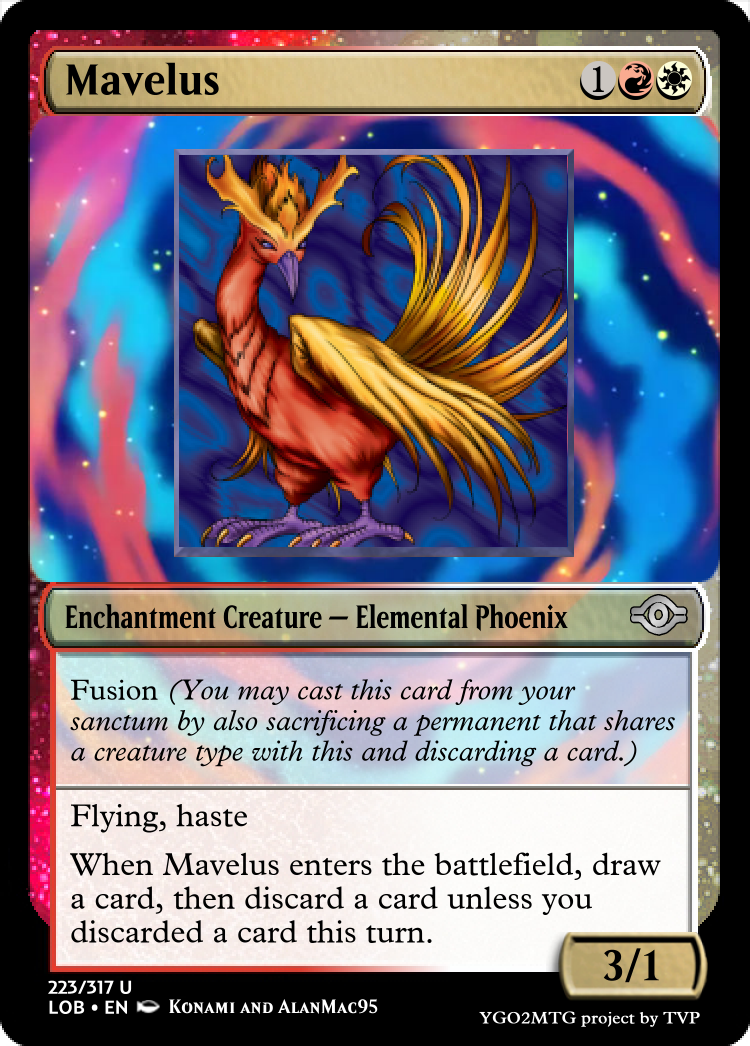 Mavelus 1
Enchantment Creature — Elemental Phoenix
Fusion (You may cast this card from your
sanctum by also sacrificing a permanent that shares
a creature type with this and discarding a card.)
Flying, haste
When Mavelus enters the battlefield, draw
a card, then discard a card unless you
discarded a card this turn.
3/1
223/317 U
LOB • EN Konami and AlanMac95
YGO2MTG project by TVP